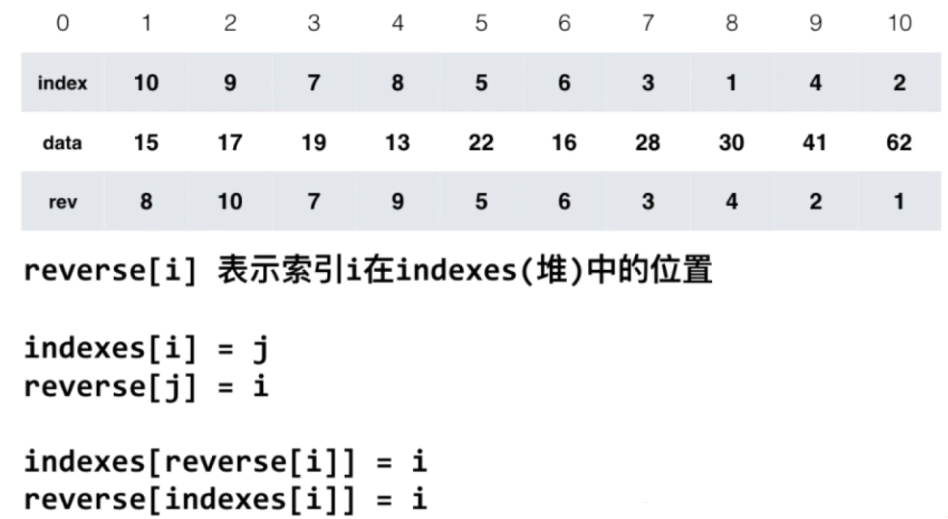 0 1 2 3 4 5 6 7 8 9 10
index 10 9 7 8 5 6 3 1 4 2
data 15 17 19 13 22 16 28 30 41 62
rev 8 10 7 9 5 6 3 4 2 1
reverse[i] 表示索引i在indexes(堆)中的位置
indexes[i] = j
reverse[j] = i
indexes[reverse[i]] = i
reverse[indexes[i]] = i